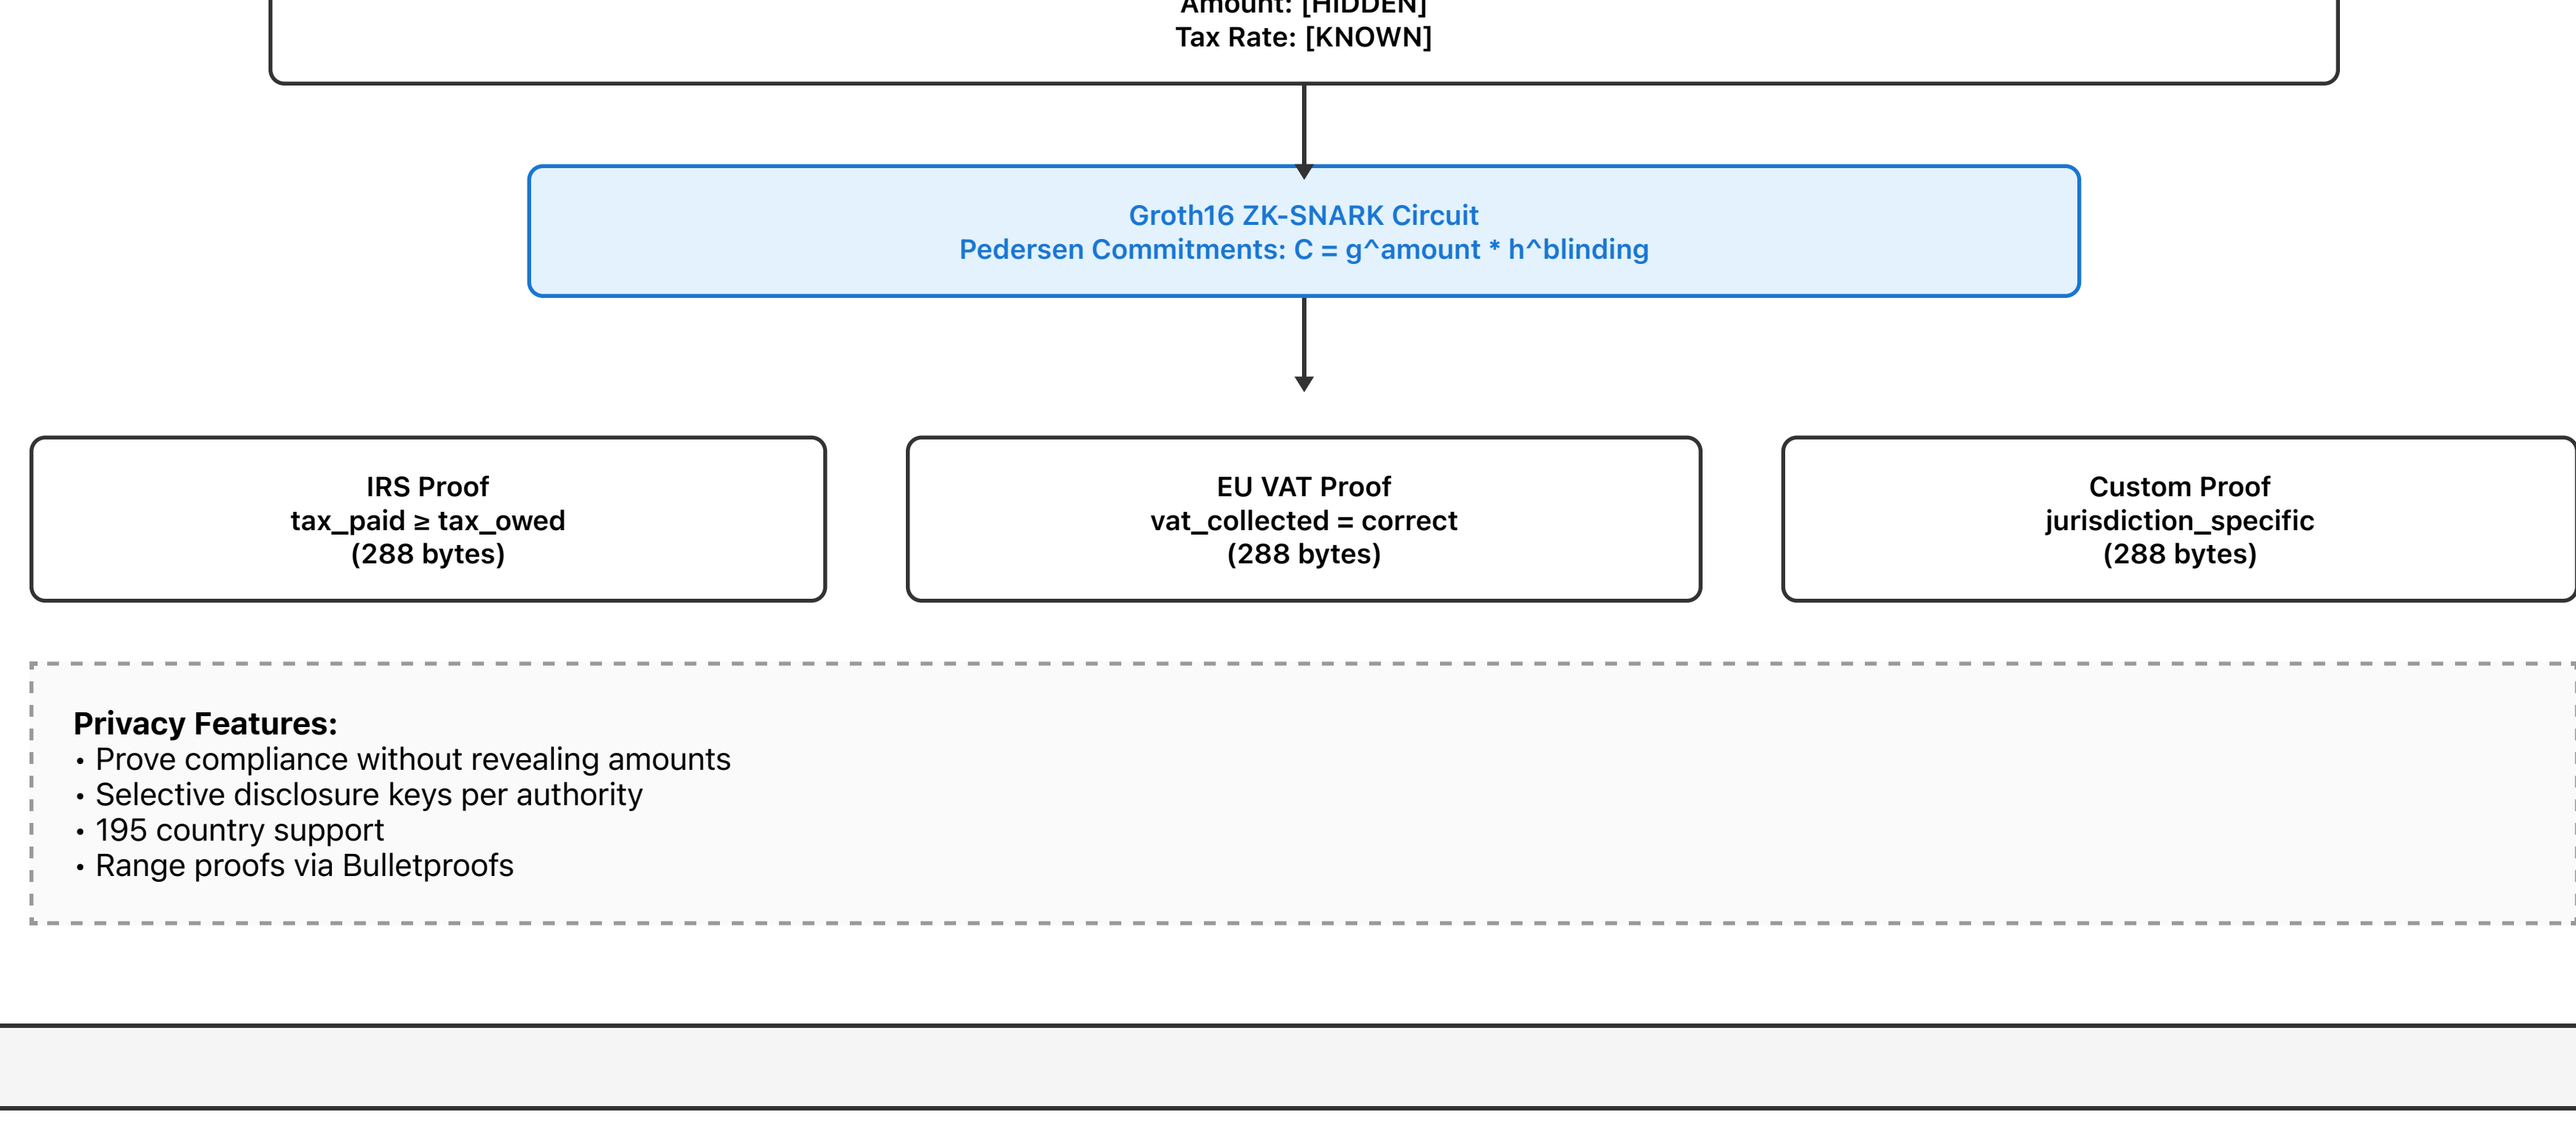 Amount: [HIDDEN]
Tax Rate: [KNOWN]
Groth16 ZK-SNARK Circuit
Pedersen Commitments: C = g^amount * h^blinding
IRS Proof
tax_paid ≥ tax_owed
(288 bytes)
EU VAT Proof
vat_collected = correct
(288 bytes)
Custom Proof
jurisdiction_specific
(288 bytes)
Privacy Features:
• Prove compliance without revealing amounts
• Selective disclosure keys per authority
• 195 country support
• Range proofs via Bulletproofs